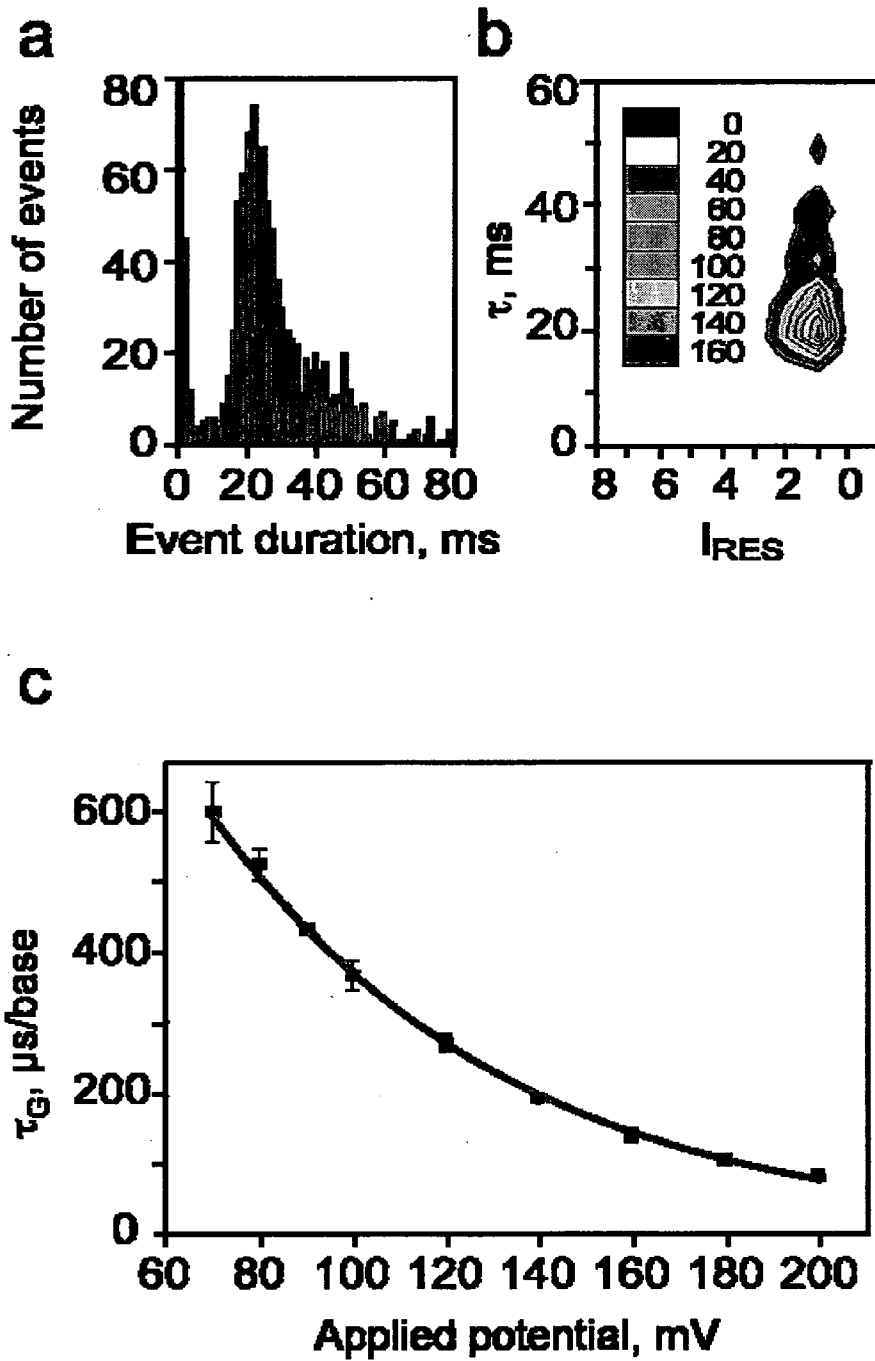 a
Number of events
80
60
40
20
0
0 20 40 60 80
Event duration, ms
b
τ, ms
60
40
20
0
0
20
40
60
80
100
120
140
160
8 6 4 2 0
IRES
c
τG, µs/base
600
400
200
0
60 80 100 120 140 160 180 200
Applied potential, mV